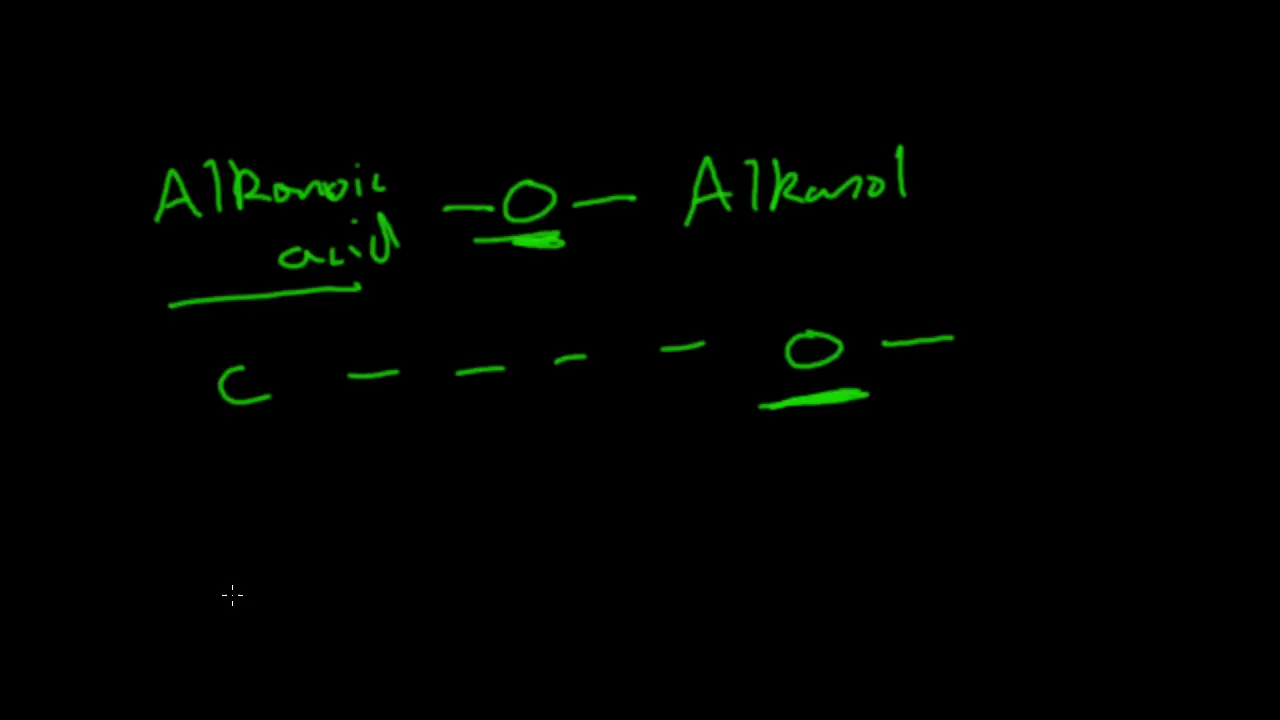 Alkanoic acid — O — Alkanol
C — — — — O —